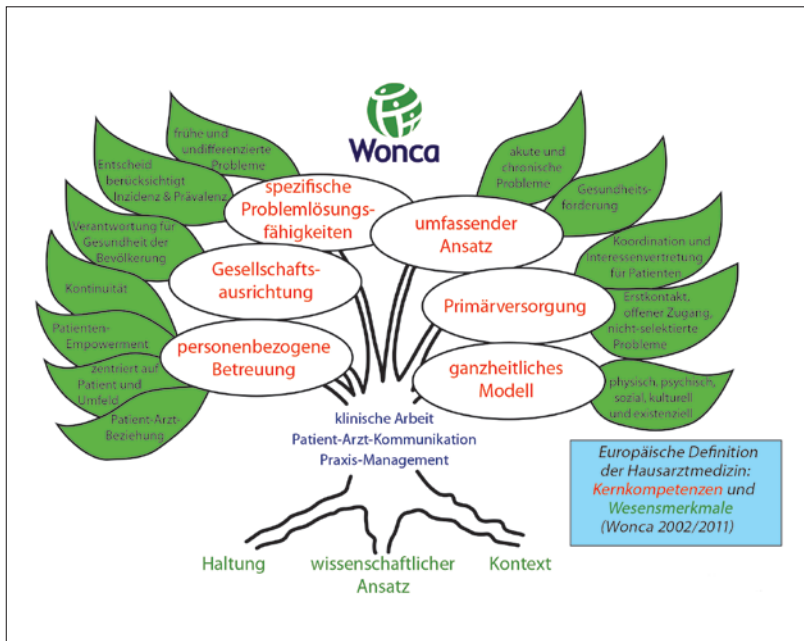 Wonca
frühe und
undifferenzierte
Probleme
Entscheid
berücksichtigt
Inzidenz & Prävalenz
Verantwortung für
Gesundheit der
Bevölkerung
Kontinuität
Patienten-
Empowerment
zentriert auf
Patient und
Umfeld
Patient-Arzt-
Beziehung
spezifische
Problemlösungs-
fähigkeiten
Gesellschafts-
ausrichtung
personenbezogene
Betreuung
umfassender
Ansatz
Primärversorgung
ganzheitliches
Modell
akute und
chronische
Probleme
Gesundheits-
förderung
Koordination und
Interessenvertretung
für Patienten
Erstkontakt,
offener Zugang,
nicht-selektierte
Probleme
physisch, psychisch,
sozial, kulturell
und existenziell
klinische Arbeit
Patient-Arzt-Kommunikation
Praxis-Management
Haltung
wissenschaftlicher
Ansatz
Kontext
Europäische Definition
der Hausarztmedizin:
Kernkompetenzen und
Wesensmerkmale
(Wonca 2002/2011)